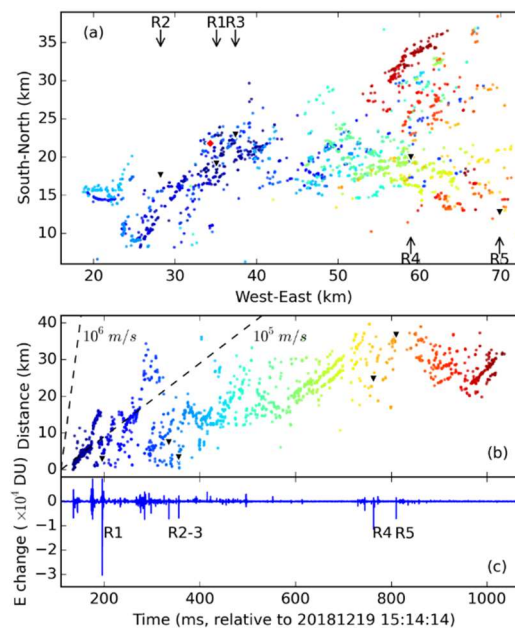 (a)
R2
R1
R3
35
30
25
20
15
10
South-North (km)
R4
R5
20
30
40
50
60
70
West-East (km)
40
30
20
10
0
Distance (km)
10⁶ m/s
10⁵ m/s
(b)
0
−1
−2
−3
E change (×10⁴ DU)
R1
R2-3
R4
R5
(c)
200
400
600
800
1000
Time (ms, relative to 20181219 15:14:14)